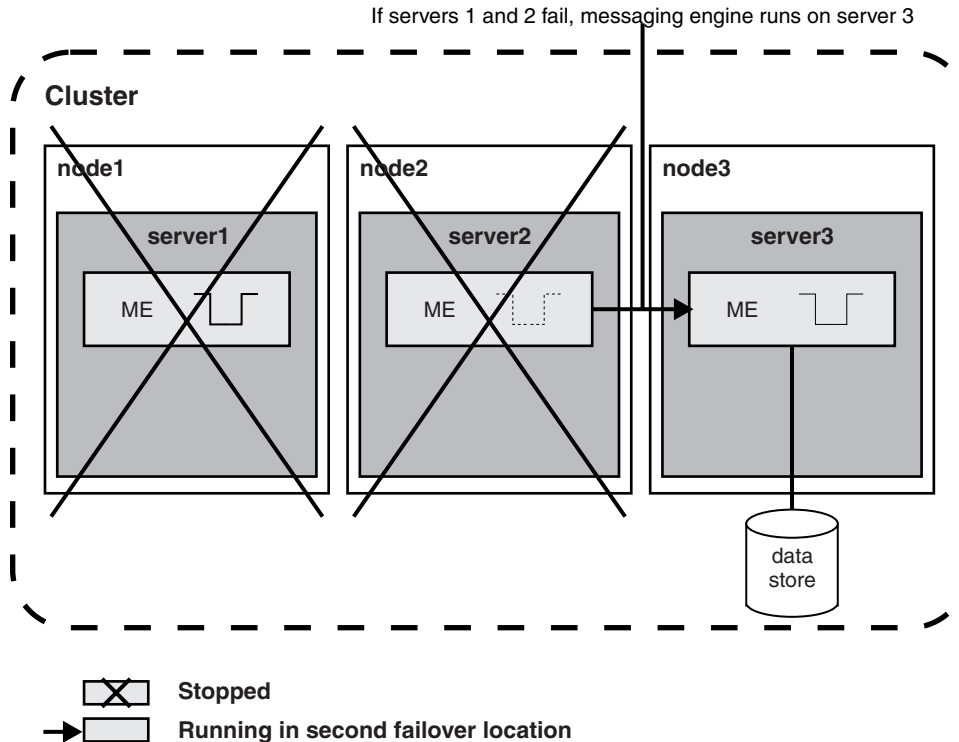 If servers 1 and 2 fail, messaging engine runs on server 3
Cluster
node1
node2
node3
server1
server2
server3
ME
ME
ME
data
store
Stopped
Running in second failover location